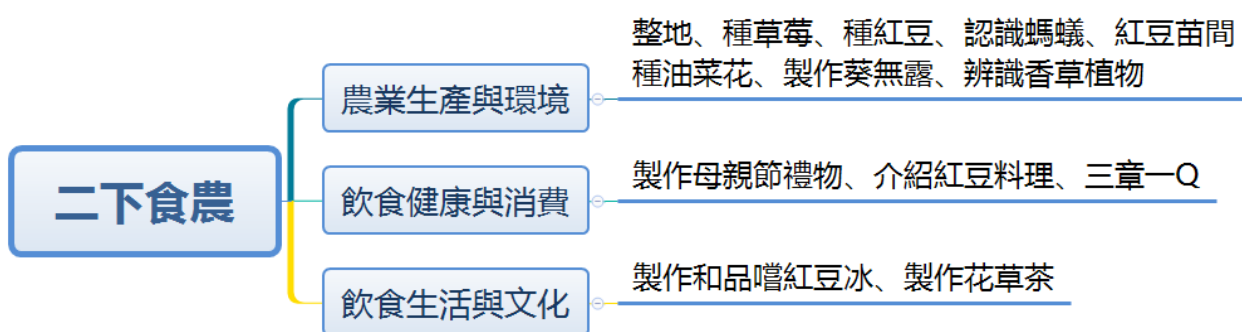 二下食農
農業生產與環境
整地、種草莓、種紅豆、認識螞蟻、紅豆苗間
種油菜花、製作葵無露、辨識香草植物
飲食健康與消費
製作母親節禮物、介紹紅豆料理、三章一Q
飲食生活與文化
製作和品嚐紅豆冰、製作花草茶